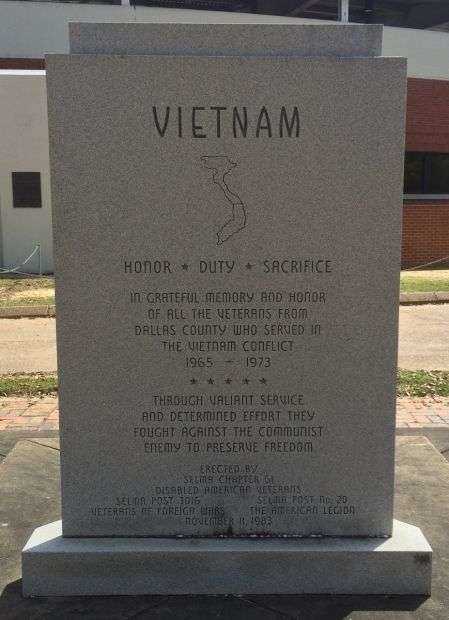 VIETNAM
HONOR ★ DUTY ★ SACRIFICE
IN GRATEFUL MEMORY AND HONOR
OF ALL THE VETERANS FROM
DALLAS COUNTY WHO SERVED IN
THE VIETNAM CONFLICT
1965 – 1973
★ ★ ★ ★ ★
THROUGH VALIANT SERVICE
AND DETERMINED EFFORT THEY
FOUGHT AGAINST THE COMMUNIST
ENEMY TO PRESERVE FREEDOM
ERECTED BY
SELMA CHAPTER 61
DISABLED AMERICAN VETERANS
SELMA POST 3016 SELMA POST NO. 20
VETERANS OF FOREIGN WARS THE AMERICAN LEGION
NOVEMBER 11, 1983